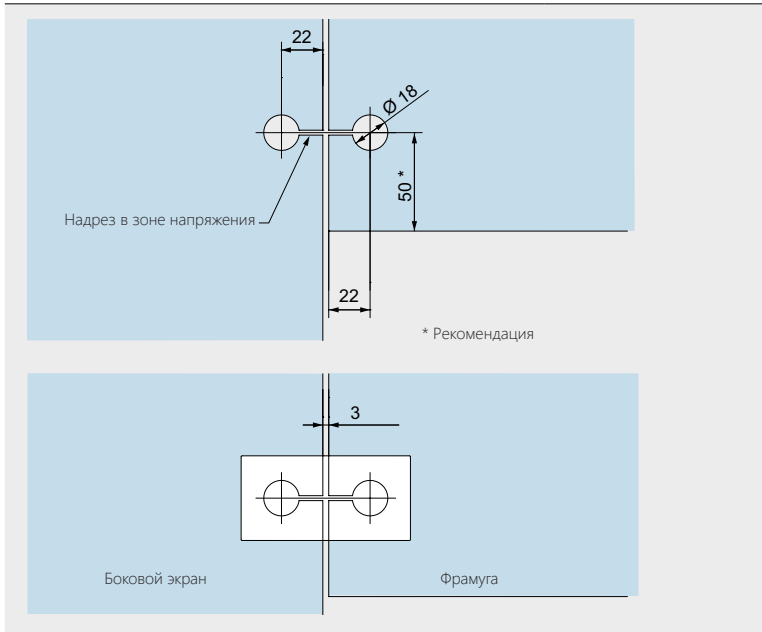 22
Ø 18
50 *
Надрез в зоне напряжения
22
* Рекомендация
3
Боковой экран
Фрамуга